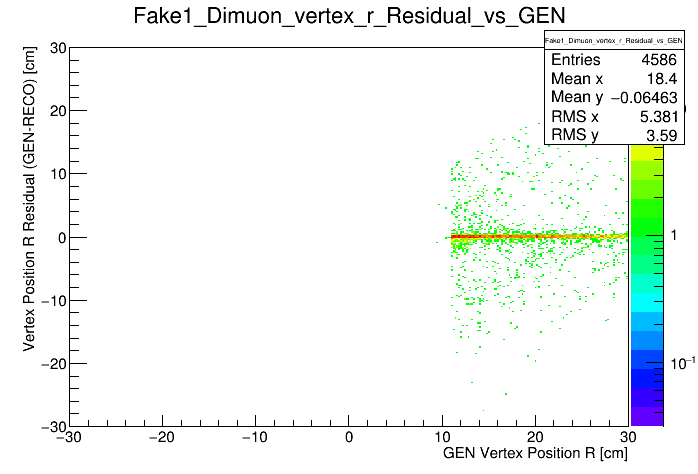 Fake1_Dimuon_vertex_r_Residual_vs_GEN
Fake1_Dimuon_vertex_r_Residual_vs_GEN
Entries 4586
Mean x 18.4
Mean y −0.06463
RMS x 5.381
RMS y 3.59
Vertex Position R Residual (GEN-RECO) [cm]
30
20
10
0
−10
−20
−30
−30 −20 −10 0 10 20 30
GEN Vertex Position R [cm]
1
10⁻¹